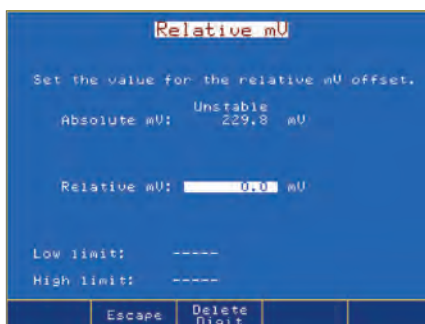 Relative mV
Set the value for the relative mV offset.
Unstable
Absolute mV: 229.8 mV
Relative mV: 0.0 mV
Low limit: -----
High limit: -----
Escape Delete
Digit